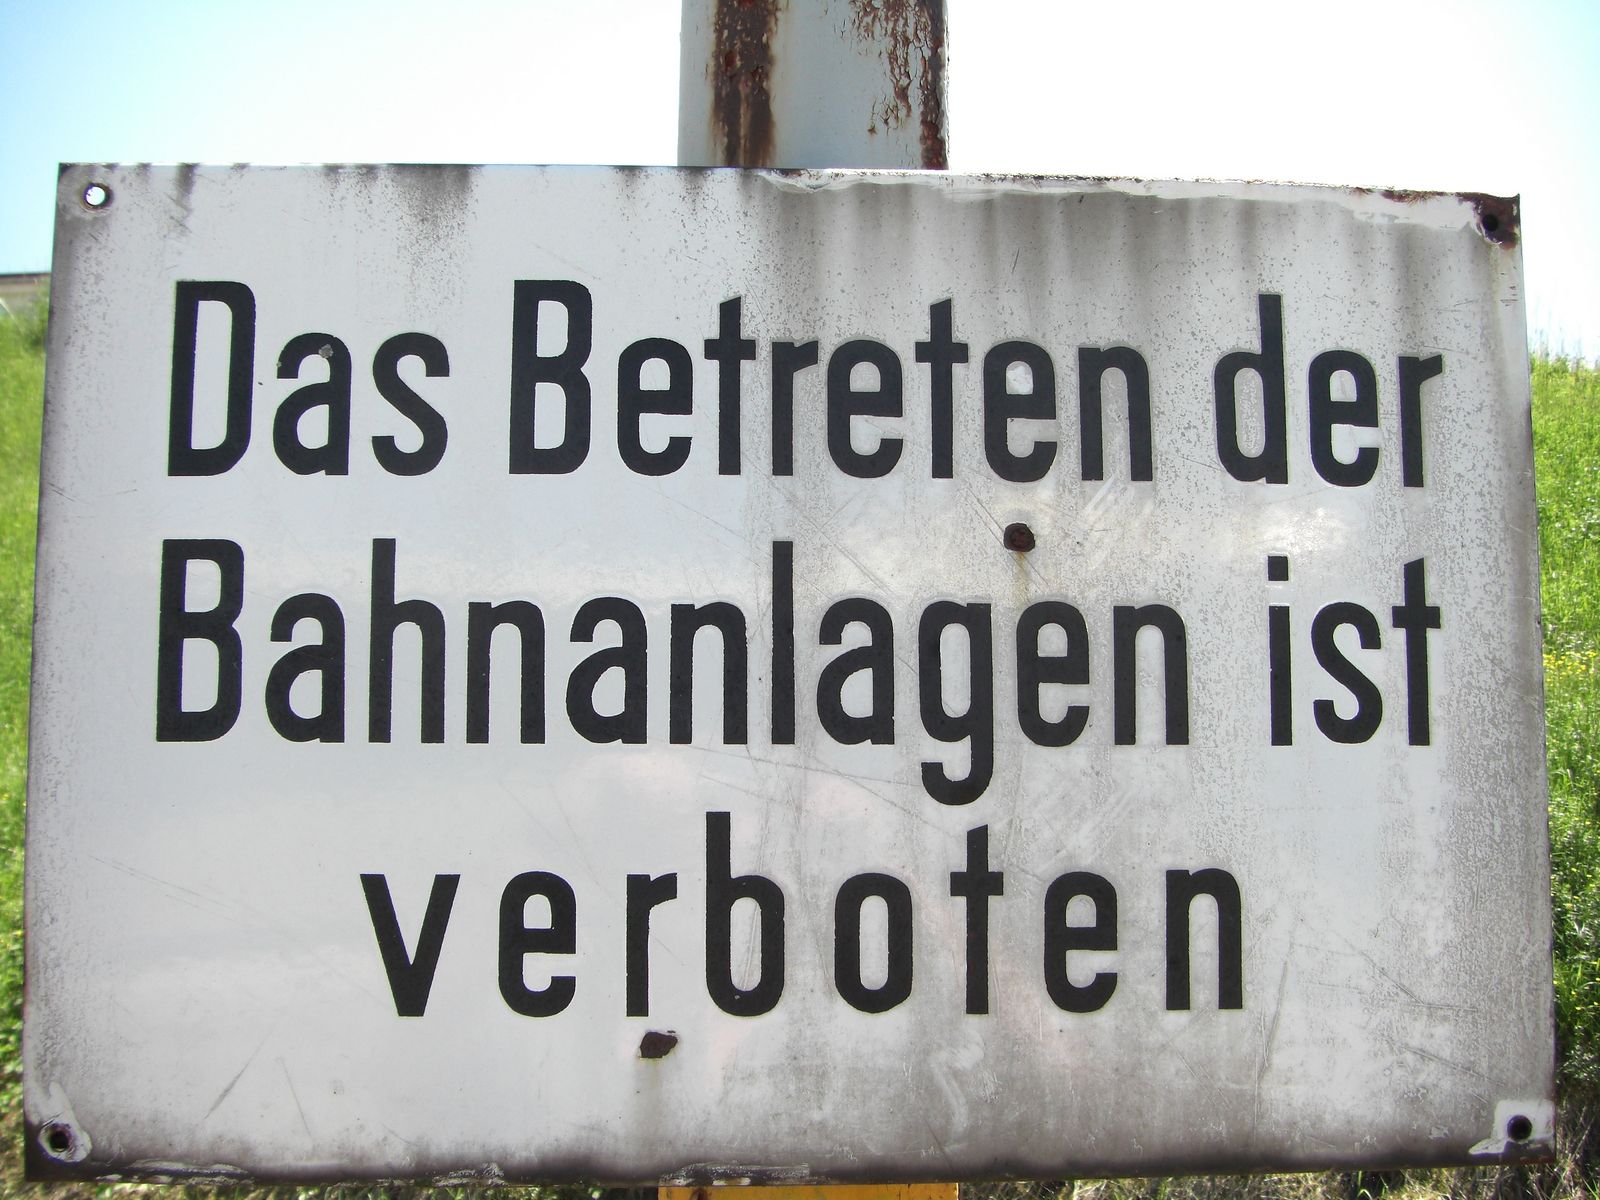 Das Betreten der
Bahnanlagen ist
verboten